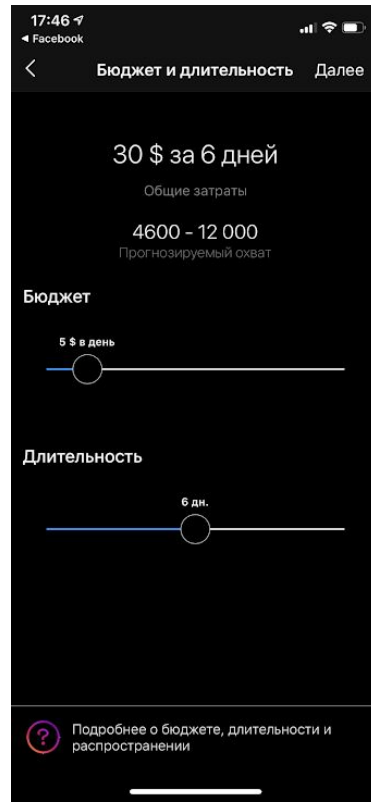 17:46
◀ Facebook
Бюджет и длительность Далее
30 $ за 6 дней
Общие затраты
4600 – 12 000
Прогнозируемый охват
Бюджет
5 $ в день
Длительность
6 дн.
Подробнее о бюджете, длительности и
распространении